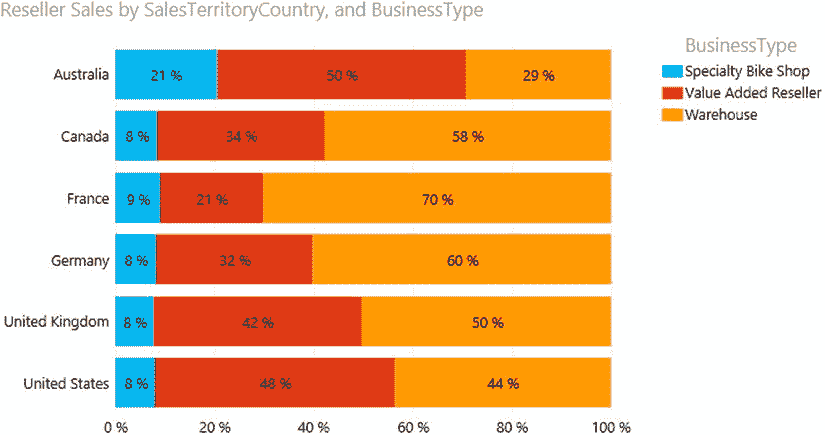 Reseller Sales by SalesTerritoryCountry, and BusinessType
BusinessType
Specialty Bike Shop
Value Added Reseller
Warehouse
Australia 21 % 50 % 29 %
Canada 8 % 34 % 58 %
France 9 % 21 % 70 %
Germany 8 % 32 % 60 %
United Kingdom 8 % 42 % 50 %
United States 8 % 48 % 44 %
0 % 20 % 40 % 60 % 80 % 100 %